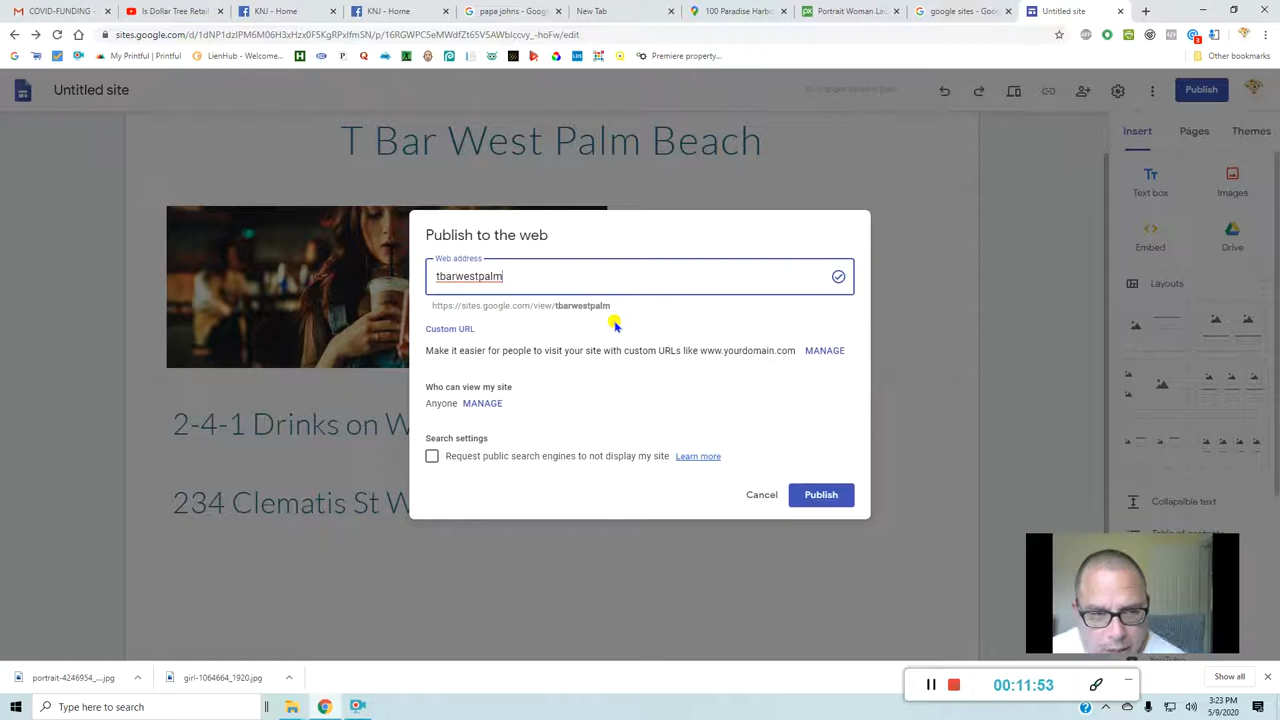 COVID-FUNDING -
Is Dollar Tree Retai
KNJ - Home
KNJ - Home
palm jones - Googl
New Tab
100 Paradise Harbo
Portrait Woman Lau
google sites - Goo
Untitled site
sites.google.com/d/1dNP1dzIPM6M06H3xHzx0F5KgRPxifmSN/p/16RGWPC5eMWdfZt65V5AWblccvy_-hoFw/edit
My Printful | Printful
LienHub - Welcome...
Premiere property...
Other bookmarks
Untitled site
Publish
T Bar West Palm Beach
Insert
Pages
Themes
Text box
Images
Embed
Drive
Layouts
Collapsible text
2-4-1 Drinks on W
234 Clematis St W
Publish to the web
Web address
tbarwestpalm
https://sites.google.com/view/tbarwestpalm
Custom URL
Make it easier for people to visit your site with custom URLs like www.yourdomain.com MANAGE
Who can view my site
Anyone MANAGE
Search settings
Request public search engines to not display my site Learn more
Cancel
Publish
portrait-4246954_....jpg
girl-1064664_1920.jpg
00:11:53
Show all
Type here to search
3:23 PM
5/9/2020